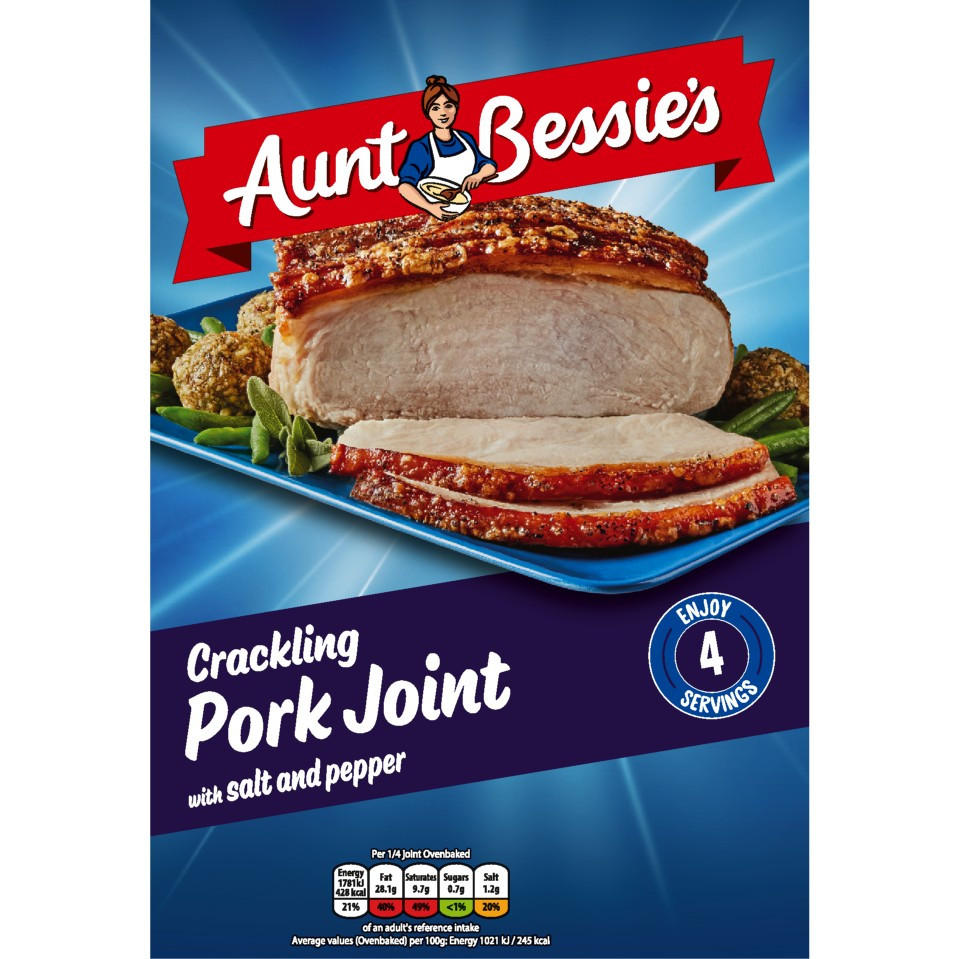 Aunt Bessie's
Crackling
Pork Joint
with salt and pepper
ENJOY
4
SERVINGS
Per 1/4 Joint Ovenbaked
Energy 1781kJ 428 kcal 21%
Fat 28.1g 40%
Saturates 9.7g 49%
Sugars 0.7g <1%
Salt 1.2g 20%
of an adult's reference intake
Average values (Ovenbaked) per 100g: Energy 1021 kJ / 245 kcal